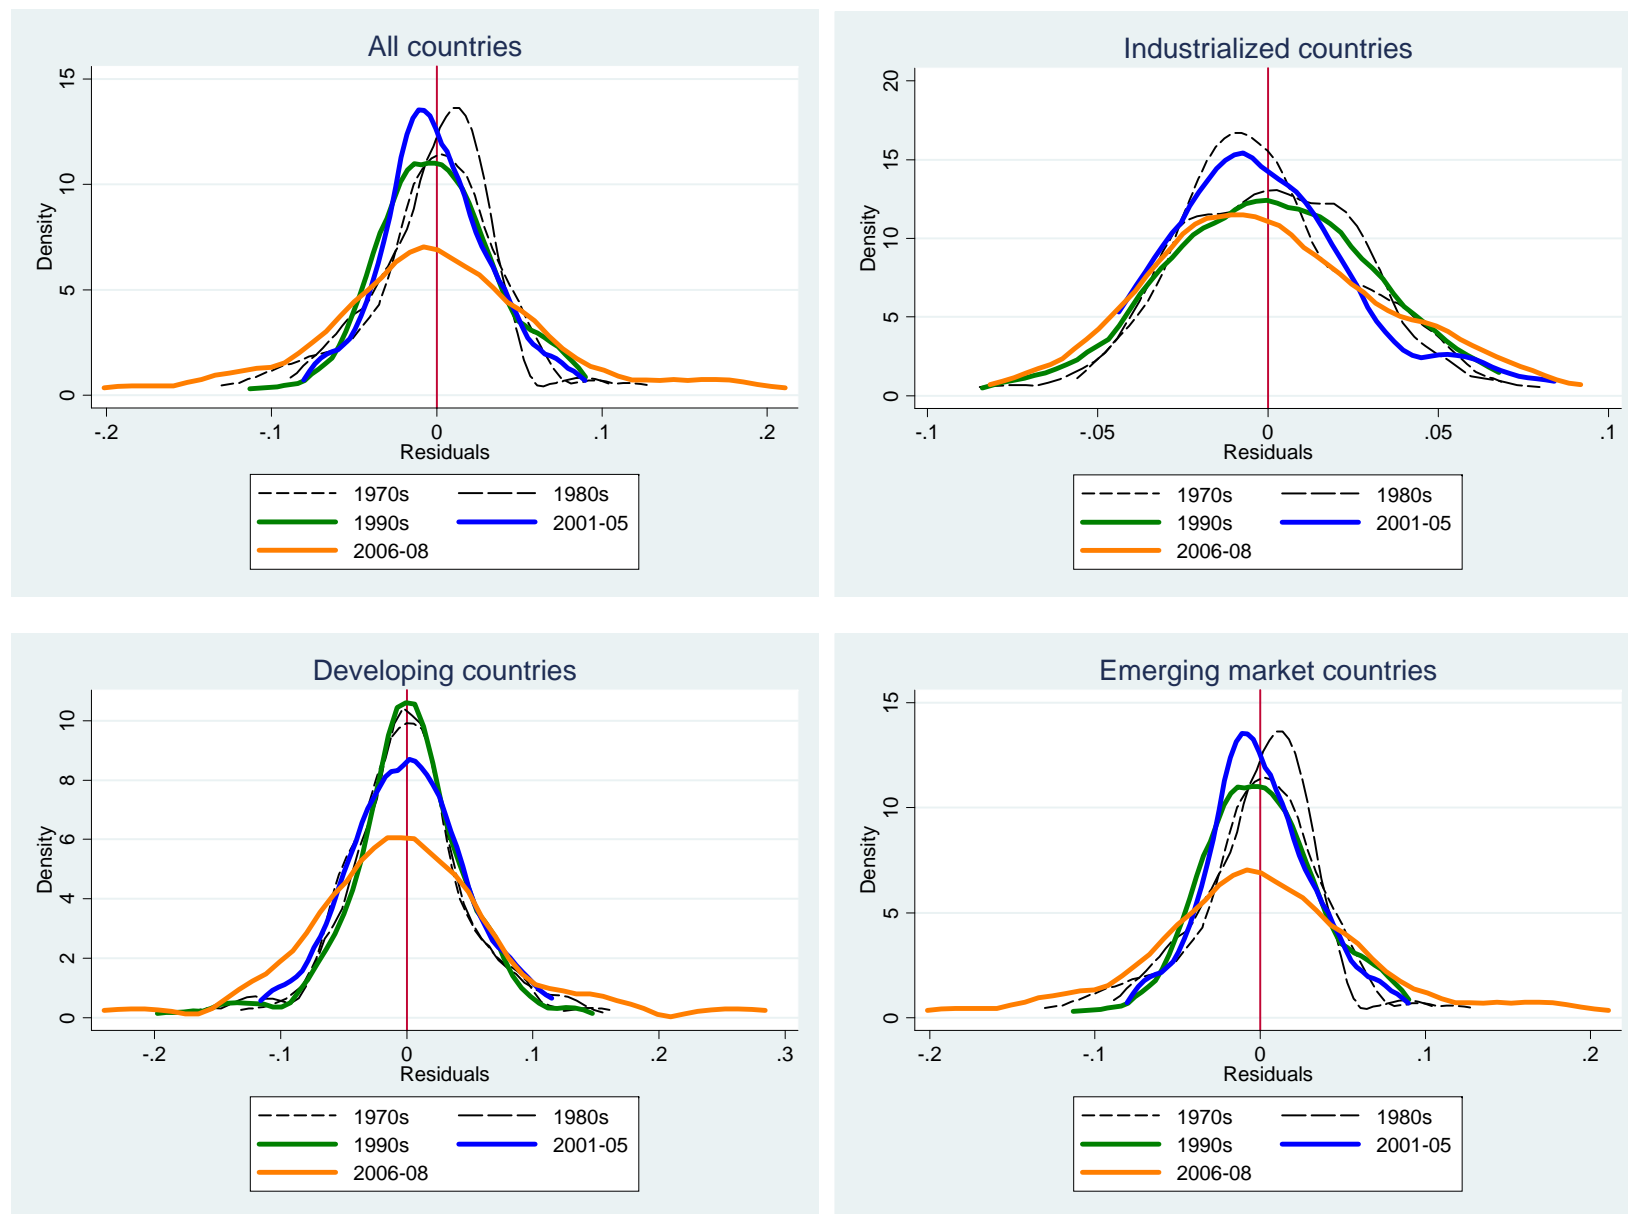 All countries
15
10
5
0
Density
-.2 -.1 0 .1 .2
Residuals
1970s 1980s
1990s 2001-05
2006-08
Industrialized countries
20
15
10
5
0
Density
-.1 -.05 0 .05 .1
Residuals
1970s 1980s
1990s 2001-05
2006-08
Developing countries
10
8
6
4
2
0
Density
-.2 -.1 0 .1 .2 .3
Residuals
1970s 1980s
1990s 2001-05
2006-08
Emerging market countries
15
10
5
0
Density
-.2 -.1 0 .1 .2
Residuals
1970s 1980s
1990s 2001-05
2006-08